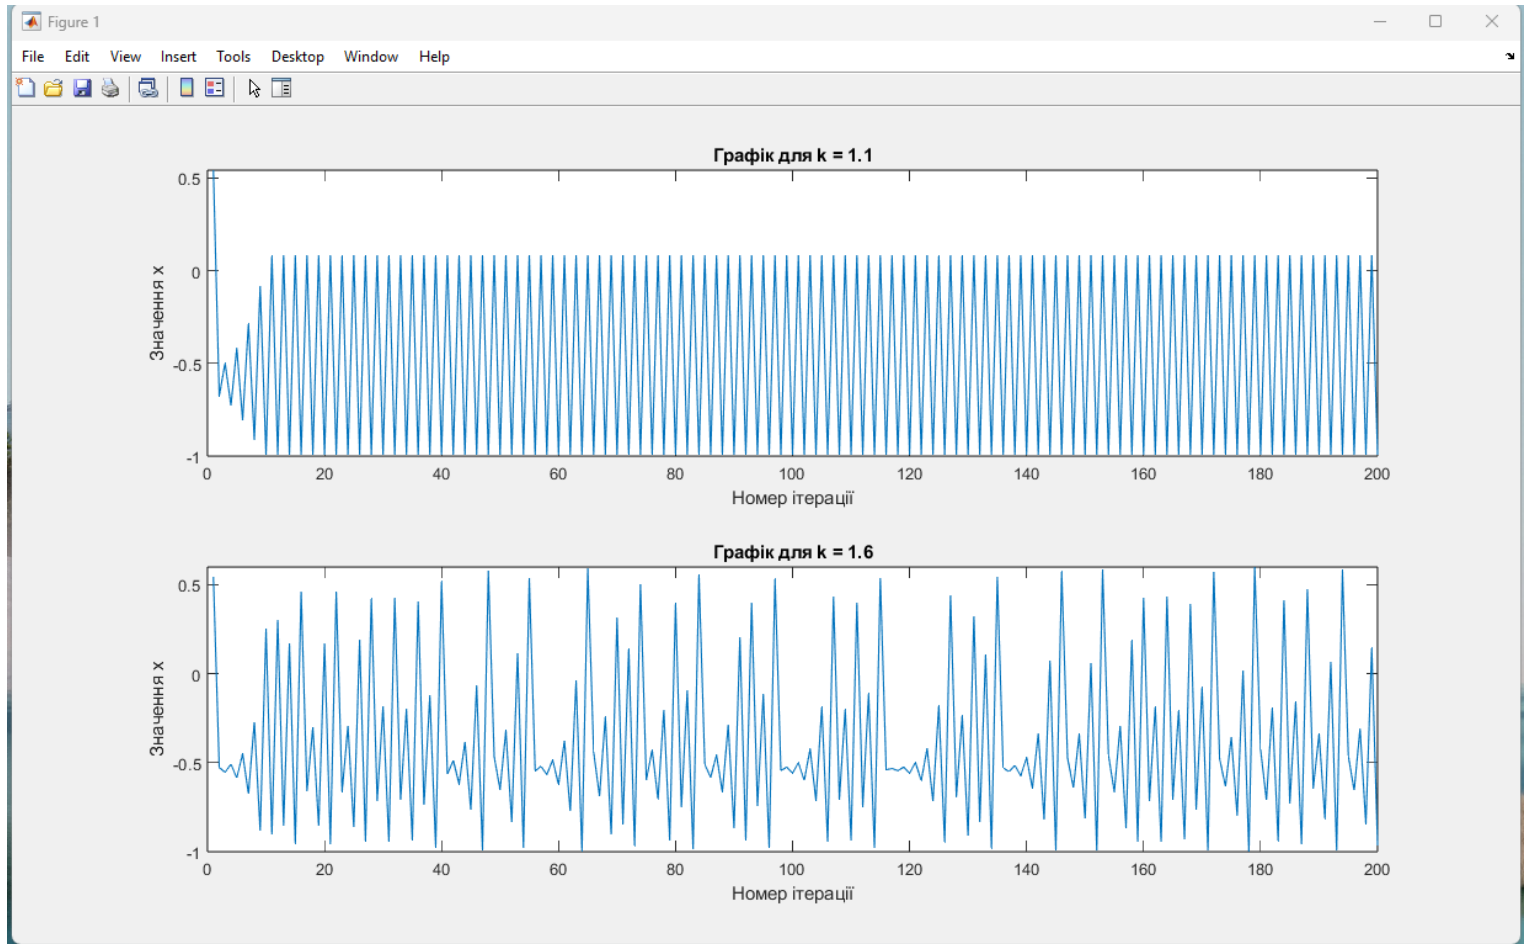 Figure 1
File Edit View Insert Tools Desktop Window Help
Графік для k = 1.1
0.5
0
-0.5
-1
Значення x
0 20 40 60 80 100 120 140 160 180 200
Номер ітерації
Графік для k = 1.6
0.5
0
-0.5
-1
Значення x
0 20 40 60 80 100 120 140 160 180 200
Номер ітерації